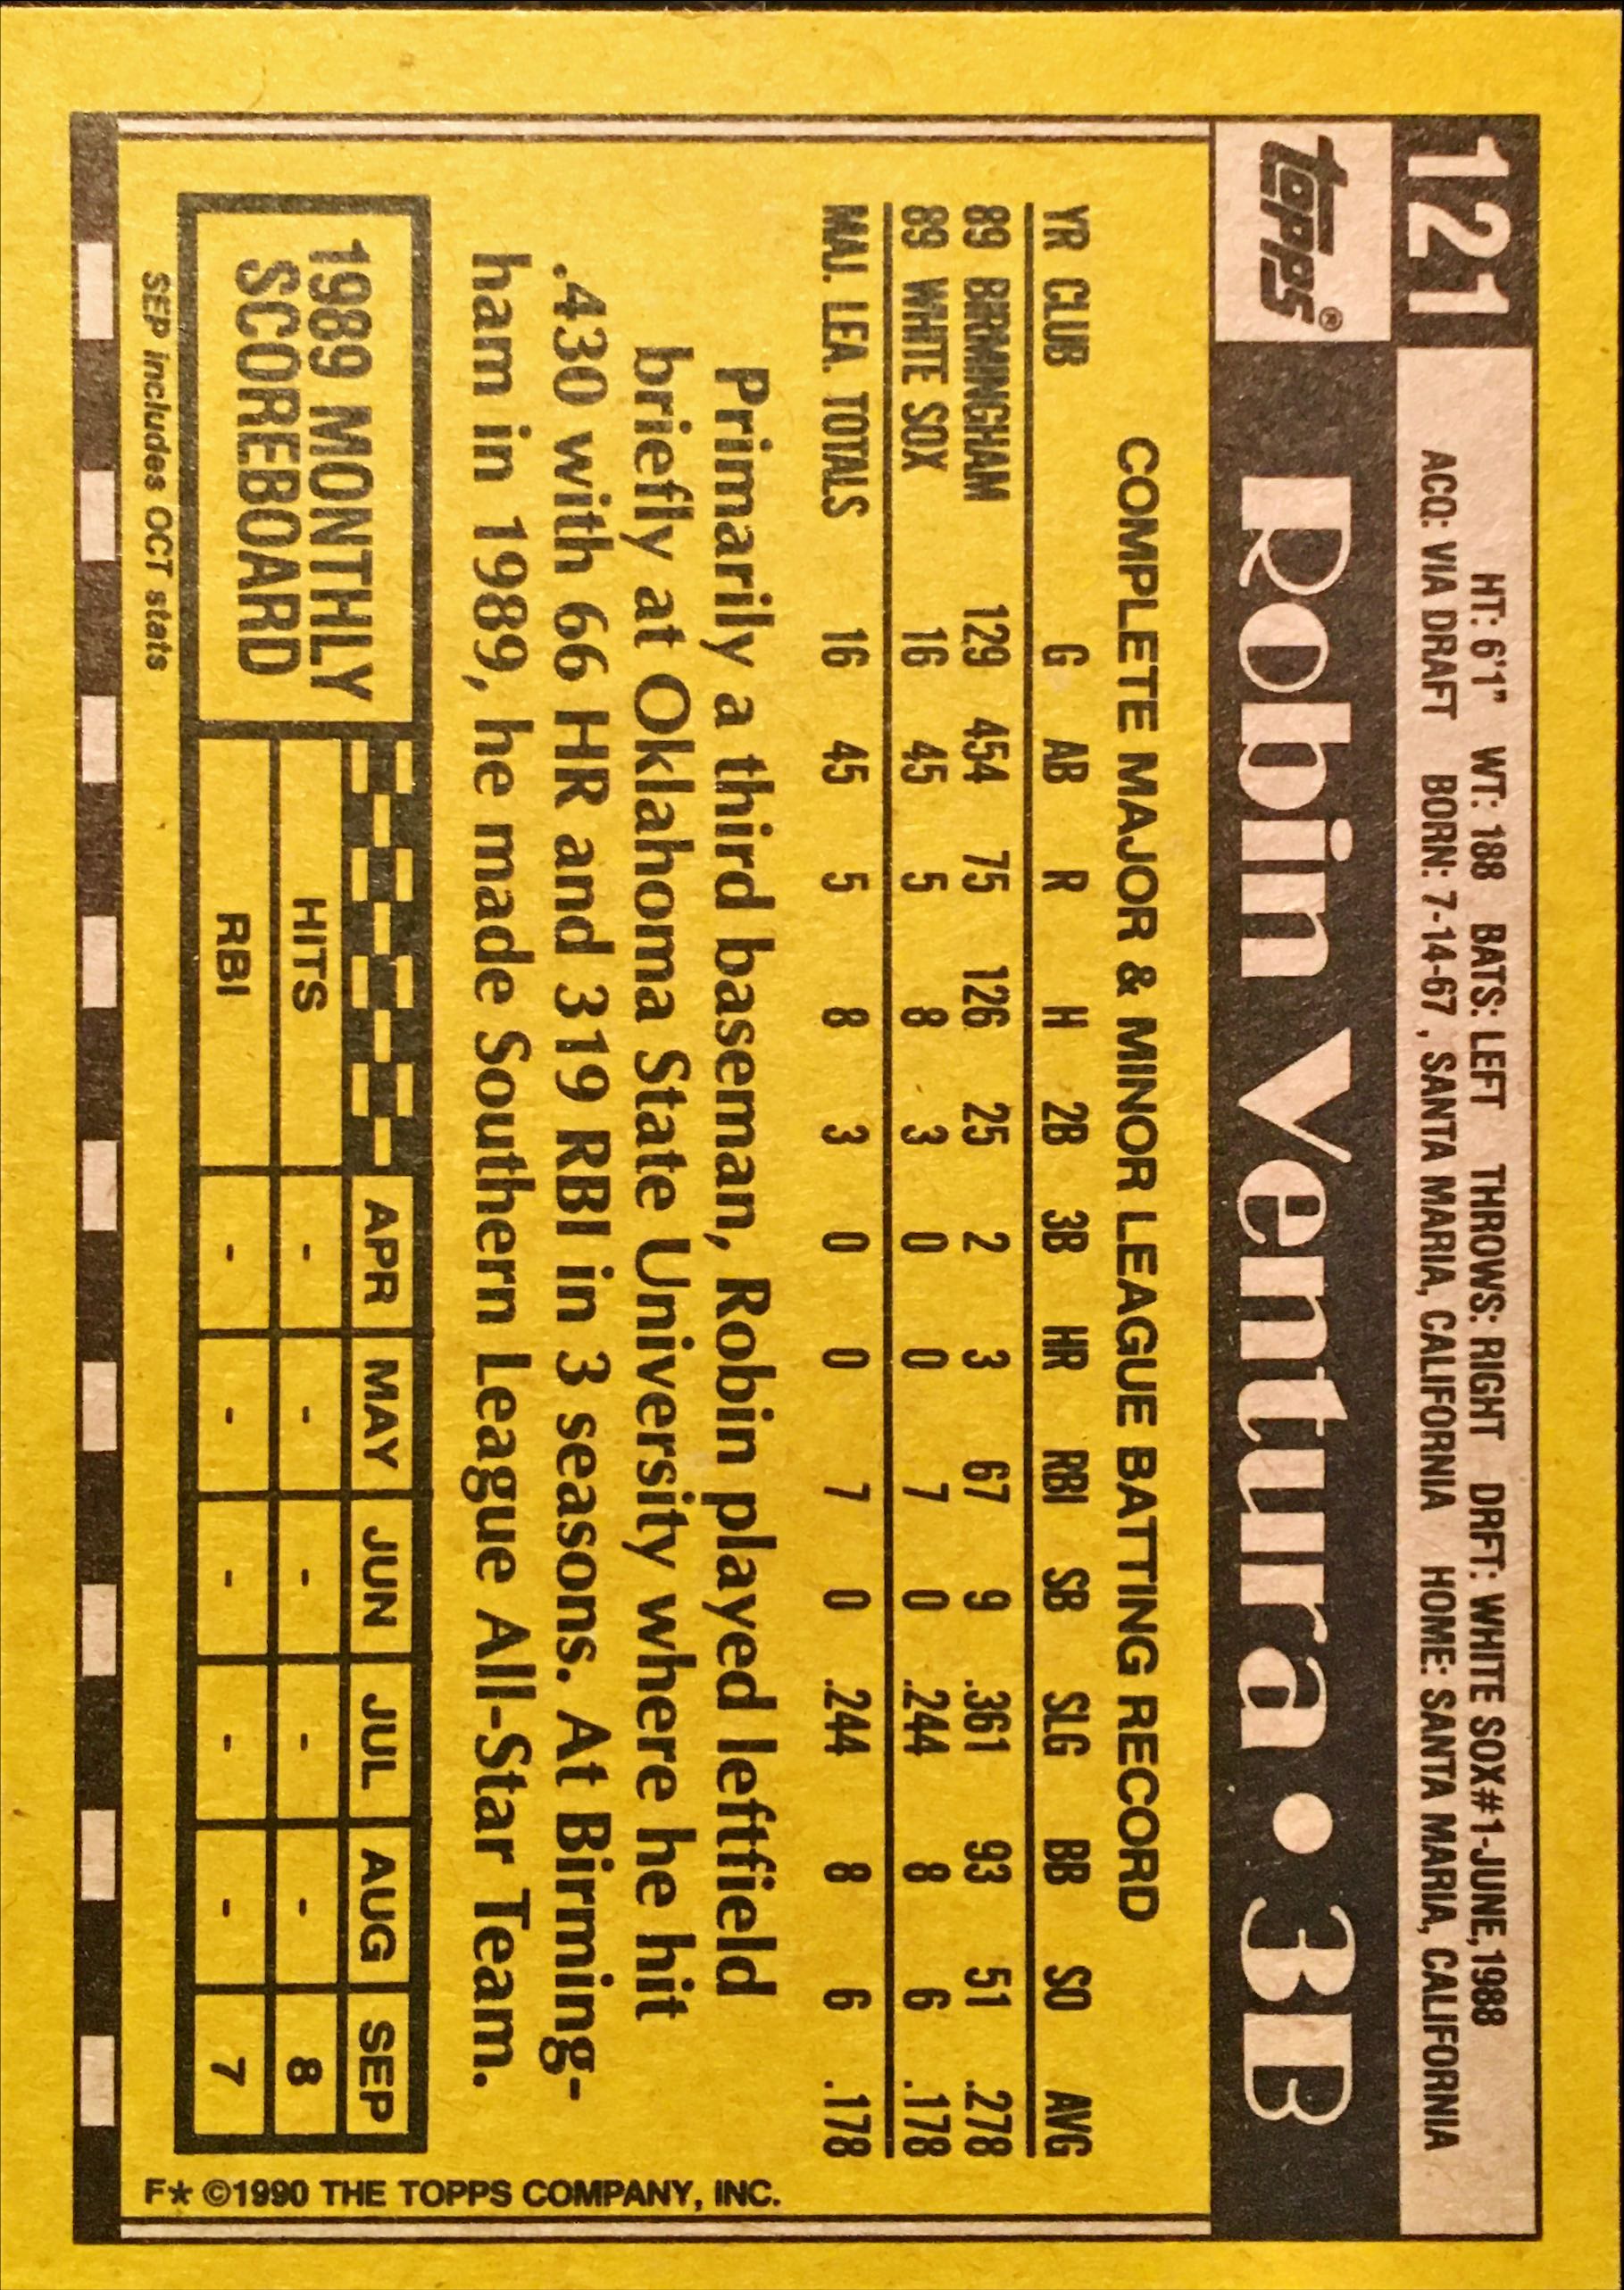 121
HT: 6'1" WT: 188 BATS: LEFT THROWS: RIGHT DRFT: WHITE SOX#1-JUNE,1988
ACQ: VIA DRAFT BORN: 7-14-67 , SANTA MARIA, CALIFORNIA HOME: SANTA MARIA, CALIFORNIA
topps®
Robin Ventura • 3B
COMPLETE MAJOR & MINOR LEAGUE BATTING RECORD
YR CLUB G AB R H 2B 3B HR RBI SB SLG BB SO AVG
89 BIRMINGHAM 129 454 75 126 25 2 3 67 9 .361 93 51 .278
89 WHITE SOX 16 45 5 8 3 0 0 7 0 .244 8 6 .178
MAJ. LEA. TOTALS 16 45 5 8 3 0 0 7 0 .244 8 6 .178
Primarily a third baseman, Robin played leftfield
briefly at Oklahoma State University where he hit
.430 with 66 HR and 319 RBI in 3 seasons. At Birming-
ham in 1989, he made Southern League All-Star Team.
1989 MONTHLY
SCOREBOARD
APR MAY JUN JUL AUG SEP
HITS - - - - - 8
RBI - - - - - 7
SEP includes OCT stats
F★ ©1990 THE TOPPS COMPANY, INC.